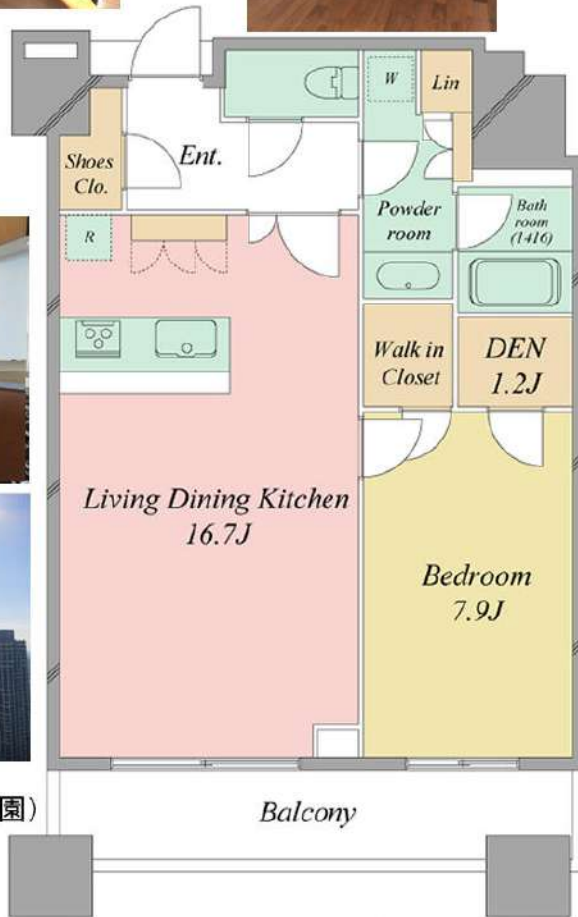 W
Lin
Shoes
Clo.
Ent.
R
Powder
room
Bath
room
(1416)
Walk in
Closet
DEN
1.2J
Living Dining Kitchen
16.7J
Bedroom
7.9J
園)
Balcony